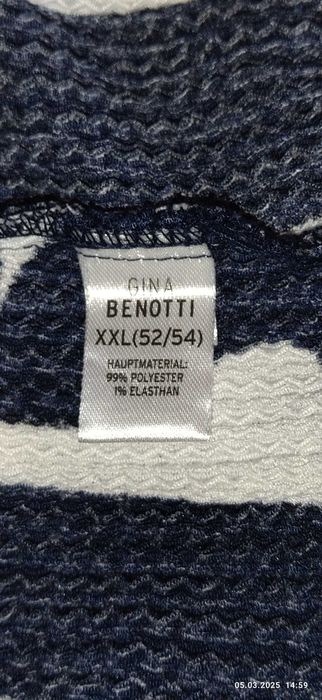 GINA
BENOTTI
XXL(52/54)
HAUPTMATERIAL:
99% POLYESTER
1% ELASTHAN
05.03.2025 14:59